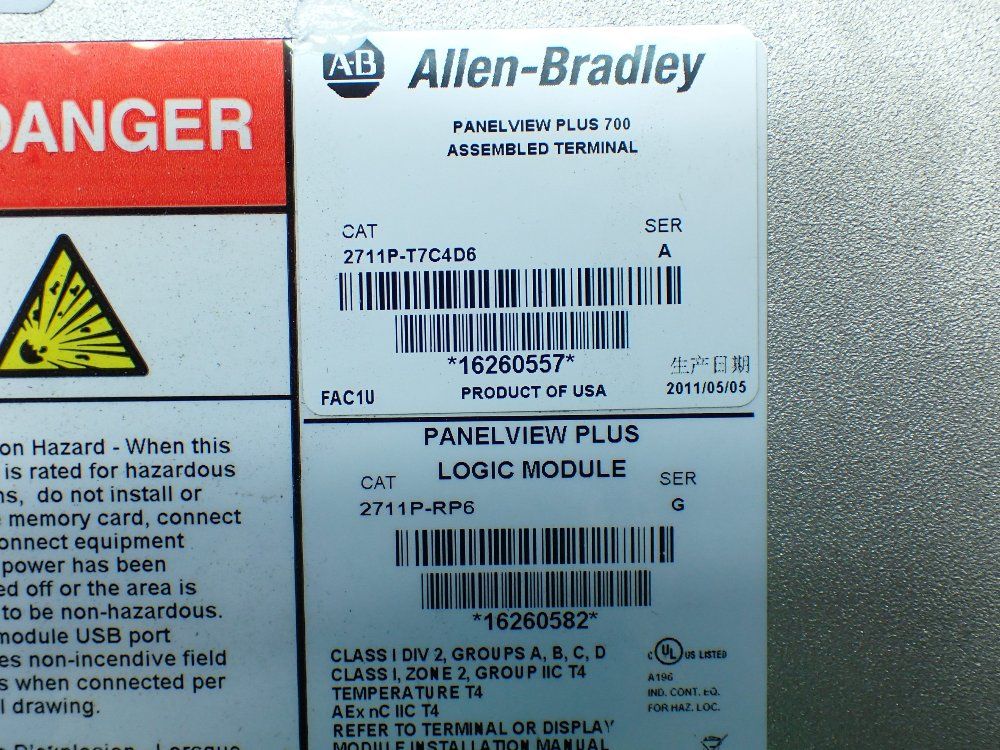 DANGER
on Hazard - When this
is rated for hazardous
ns, do not install or
memory card, connect
onnect equipment
power has been
ed off or the area is
to be non-hazardous.
module USB port
es non-incendive field
s when connected per
l drawing.
A-B Allen-Bradley
PANELVIEW PLUS 700
ASSEMBLED TERMINAL
CAT SER
2711P-T7C4D6 A
*16260557*
生产日期
FAC1U PRODUCT OF USA 2011/05/05
PANELVIEW PLUS
LOGIC MODULE
CAT SER
2711P-RP6 G
*16260582*
CLASS I DIV 2, GROUPS A, B, C, D
CLASS I, ZONE 2, GROUP IIC T4
TEMPERATURE T4
AEx nC IIC T4
REFER TO TERMINAL OR DISPLAY
MODULE INSTALLATION MANUAL
c UL US LISTED
A196
IND. CONT. EQ.
FOR HAZ. LOC.